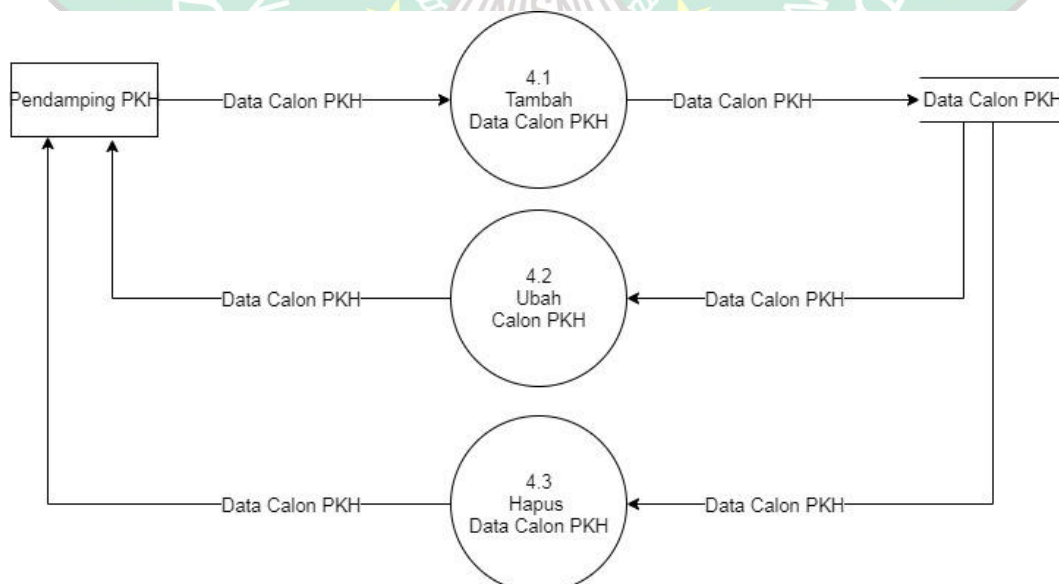 4.1
Tambah
Data Calon PKH
Pendamping PKH
Data Calon PKH
Data Calon PKH
Data Calon PKH
4.2
Ubah
Calon PKH
Data Calon PKH
Data Calon PKH
4.3
Hapus
Data Calon PKH
Data Calon PKH
Data Calon PKH